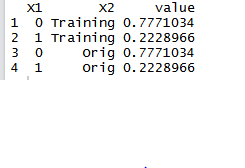 X1 X2 value
1 0 Training 0.7771034
2 1 Training 0.2228966
3 0 Orig 0.7771034
4 1 Orig 0.2228966